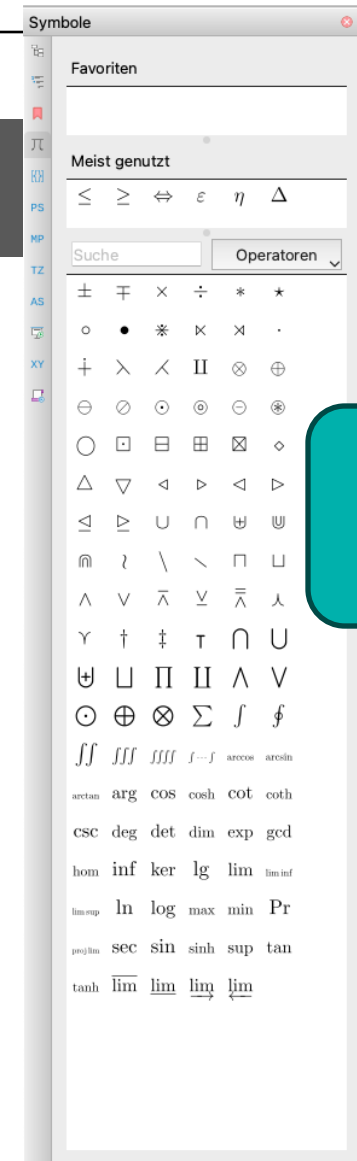 Symbole
Favoriten
Meist genutzt
≤ ≥ ⇔ ε η Δ
Suche
Operatoren
π
{()}
PS
MP
TZ
AS
XY
± ∓ × ÷ ∗ ⋆
∘ • ⋇ ⋉ ⋊ ⋅
∔ ⋋ ⋌ ⨿ ⊗ ⊕
⊖ ⊘ ⊙ ⊚ ⊝ ⊛
◯ ⊡ ⊟ ⊞ ⊠ ⋄
△ ▽ ◃ ▹ ⊲ ⊳
⊴ ⊵ ∪ ∩ ⊎ ⋓
⋒ ≀ \ ∖ ⊓ ⊔
∧ ∨ ⊼ ⊻ ⩞ ⋏
⋎ † ‡ ⊺ ⋂ ⋃
⨄ ⨆ ∏ ∐ ⋀ ⋁
⨀ ⨁ ⨂ ∑ ∫ ∮
∬ ∭ ⨌ ∫⋯∫ arccos arcsin
arctan arg cos cosh cot coth
csc deg det dim exp gcd
hom inf ker lg lim lim inf
lim sup ln log max min Pr
proj lim sec sin sinh sup tan
tanh l̅i̅m̅ l̲i̲m̲ lim→ lim←